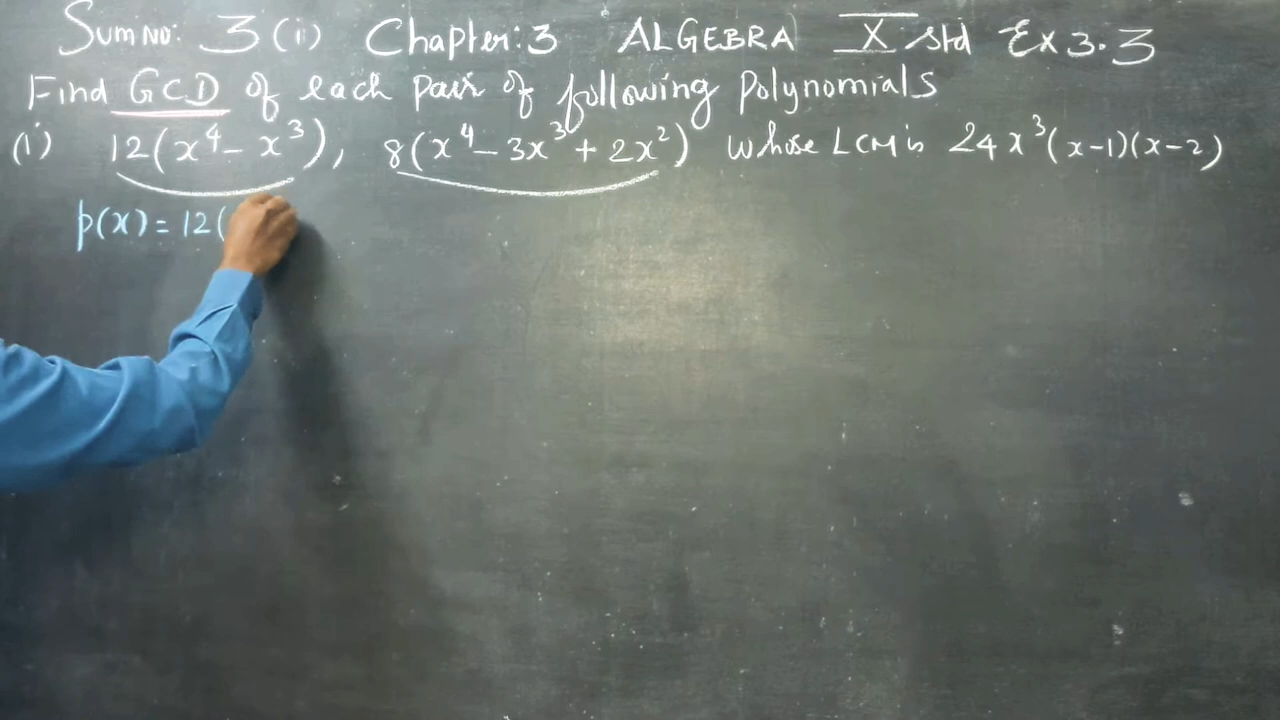 Sum no: 3 (i) Chapter: 3 ALGEBRA X std Ex 3.3
Find GCD of each pair of following Polynomials
(i) 12(x⁴ - x³), 8(x⁴ - 3x³ + 2x²) whose LCM is 24x³(x-1)(x-2)
p(x) = 12(